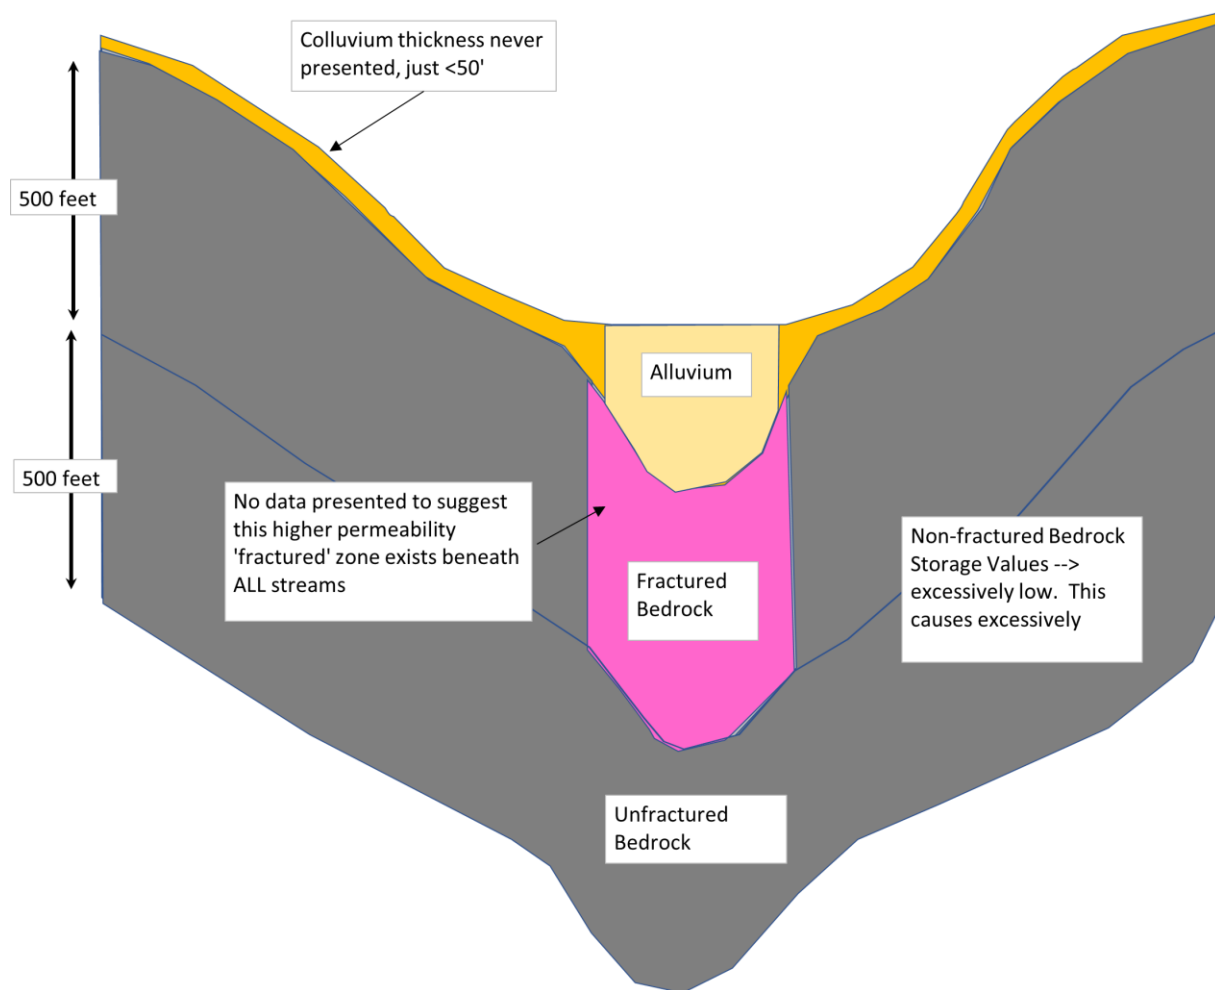 Colluvium thickness never
presented, just <50'
500 feet
Alluvium
500 feet
No data presented to suggest
this higher permeability
'fractured' zone exists beneath
ALL streams
Non-fractured Bedrock
Storage Values -->
excessively low.  This
causes excessively
Fractured
Bedrock
Unfractured
Bedrock